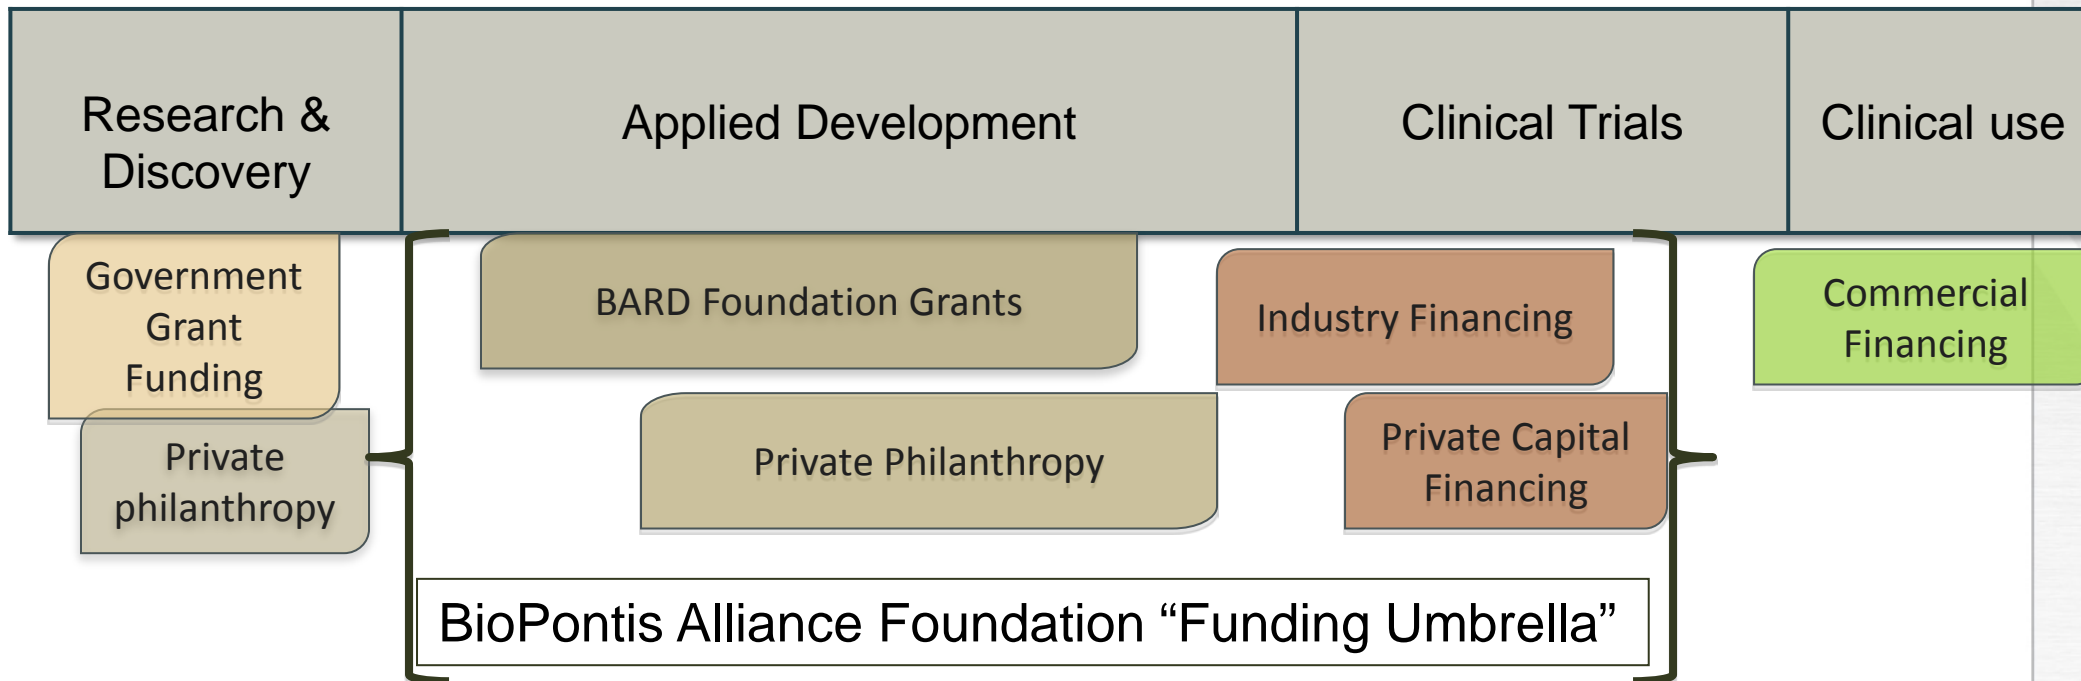 Research &
Discovery
Applied Development
Clinical Trials
Clinical use
Government
Grant
Funding
Private
philanthropy
BARD Foundation Grants
Private Philanthropy
Industry Financing
Private Capital
Financing
Commercial
Financing
BioPontis Alliance Foundation “Funding Umbrella”